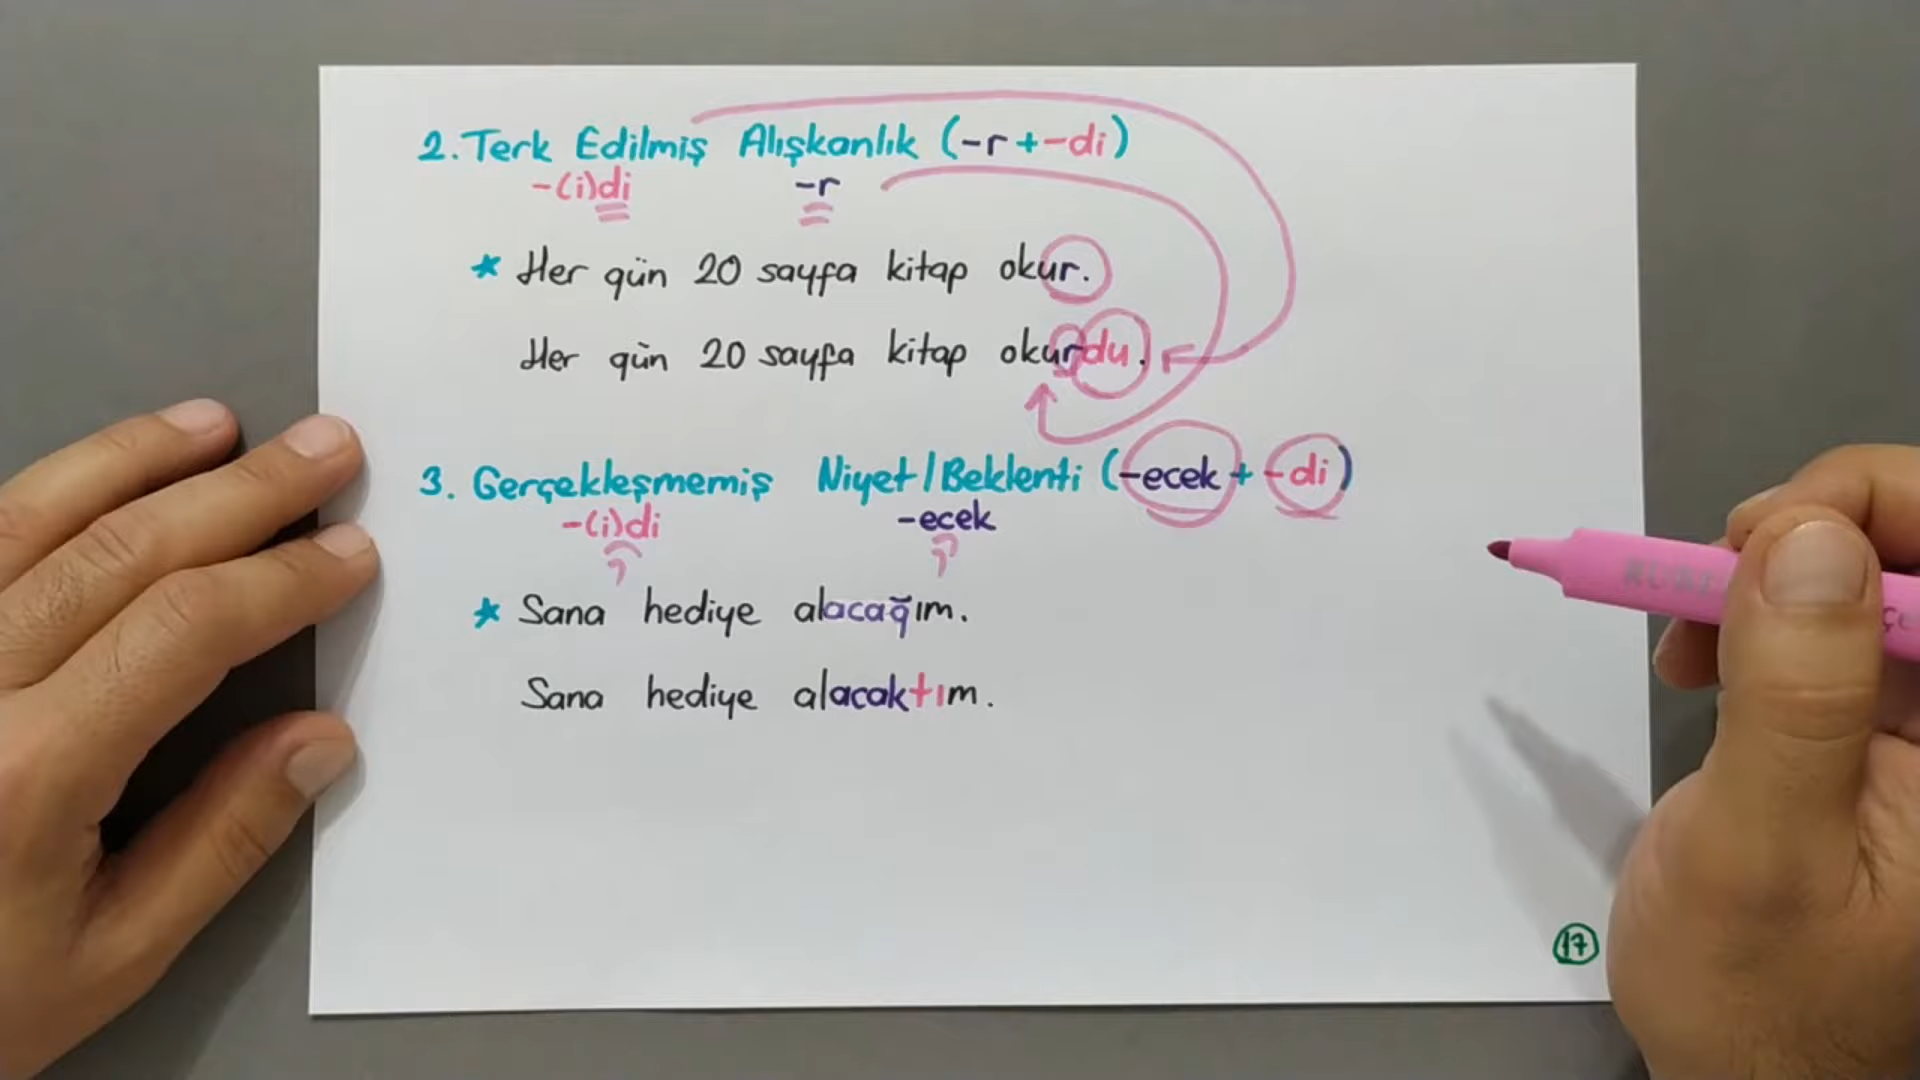 2. Terk Edilmiş Alışkanlık (-r + -di)
-(i)di -r
* Her gün 20 sayfa kitap okur.
Her gün 20 sayfa kitap okurdu.
3. Gerçekleşmemiş Niyet/Beklenti (-ecek + -di)
-(i)di -ecek
* Sana hediye alacağım.
Sana hediye alacaktım.
17